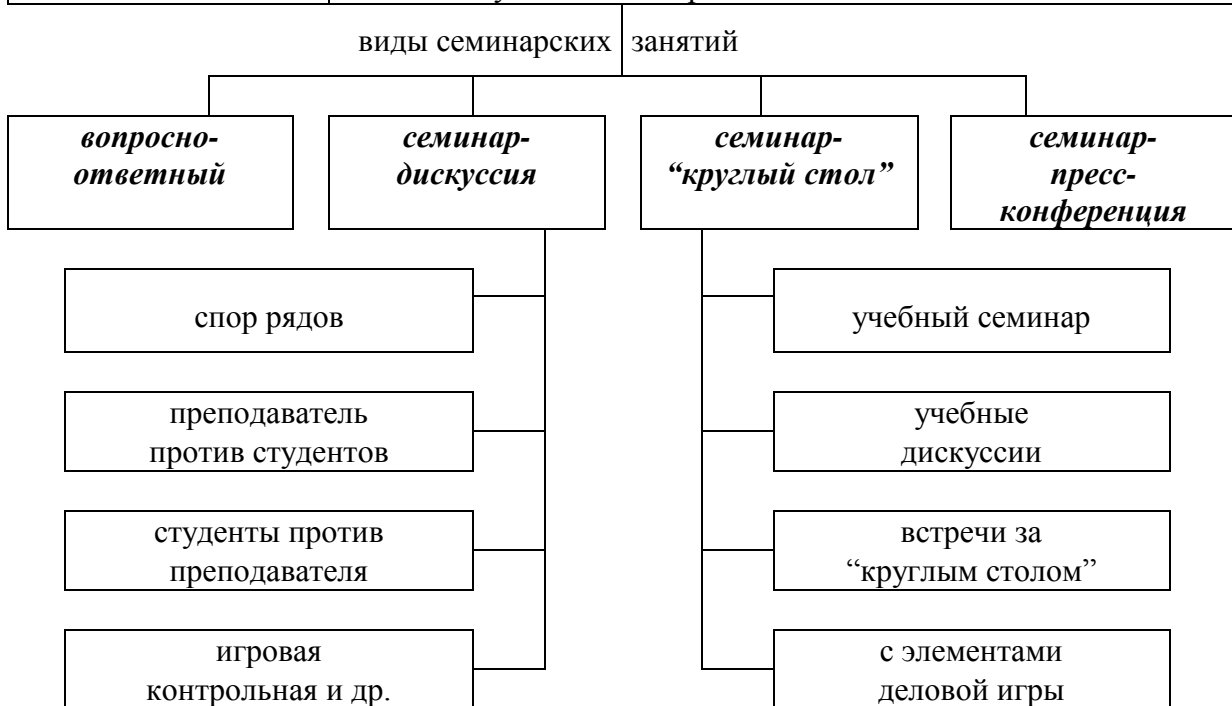 виды семинарских занятий
вопросно-
ответный
семинар-
дискуссия
семинар-
“круглый стол”
семинар-
пресс-
конференция
спор рядов
преподаватель
против студентов
студенты против
преподавателя
игровая
контрольная и др.
учебный семинар
учебные
дискуссии
встречи за
“круглым столом”
с элементами
деловой игры